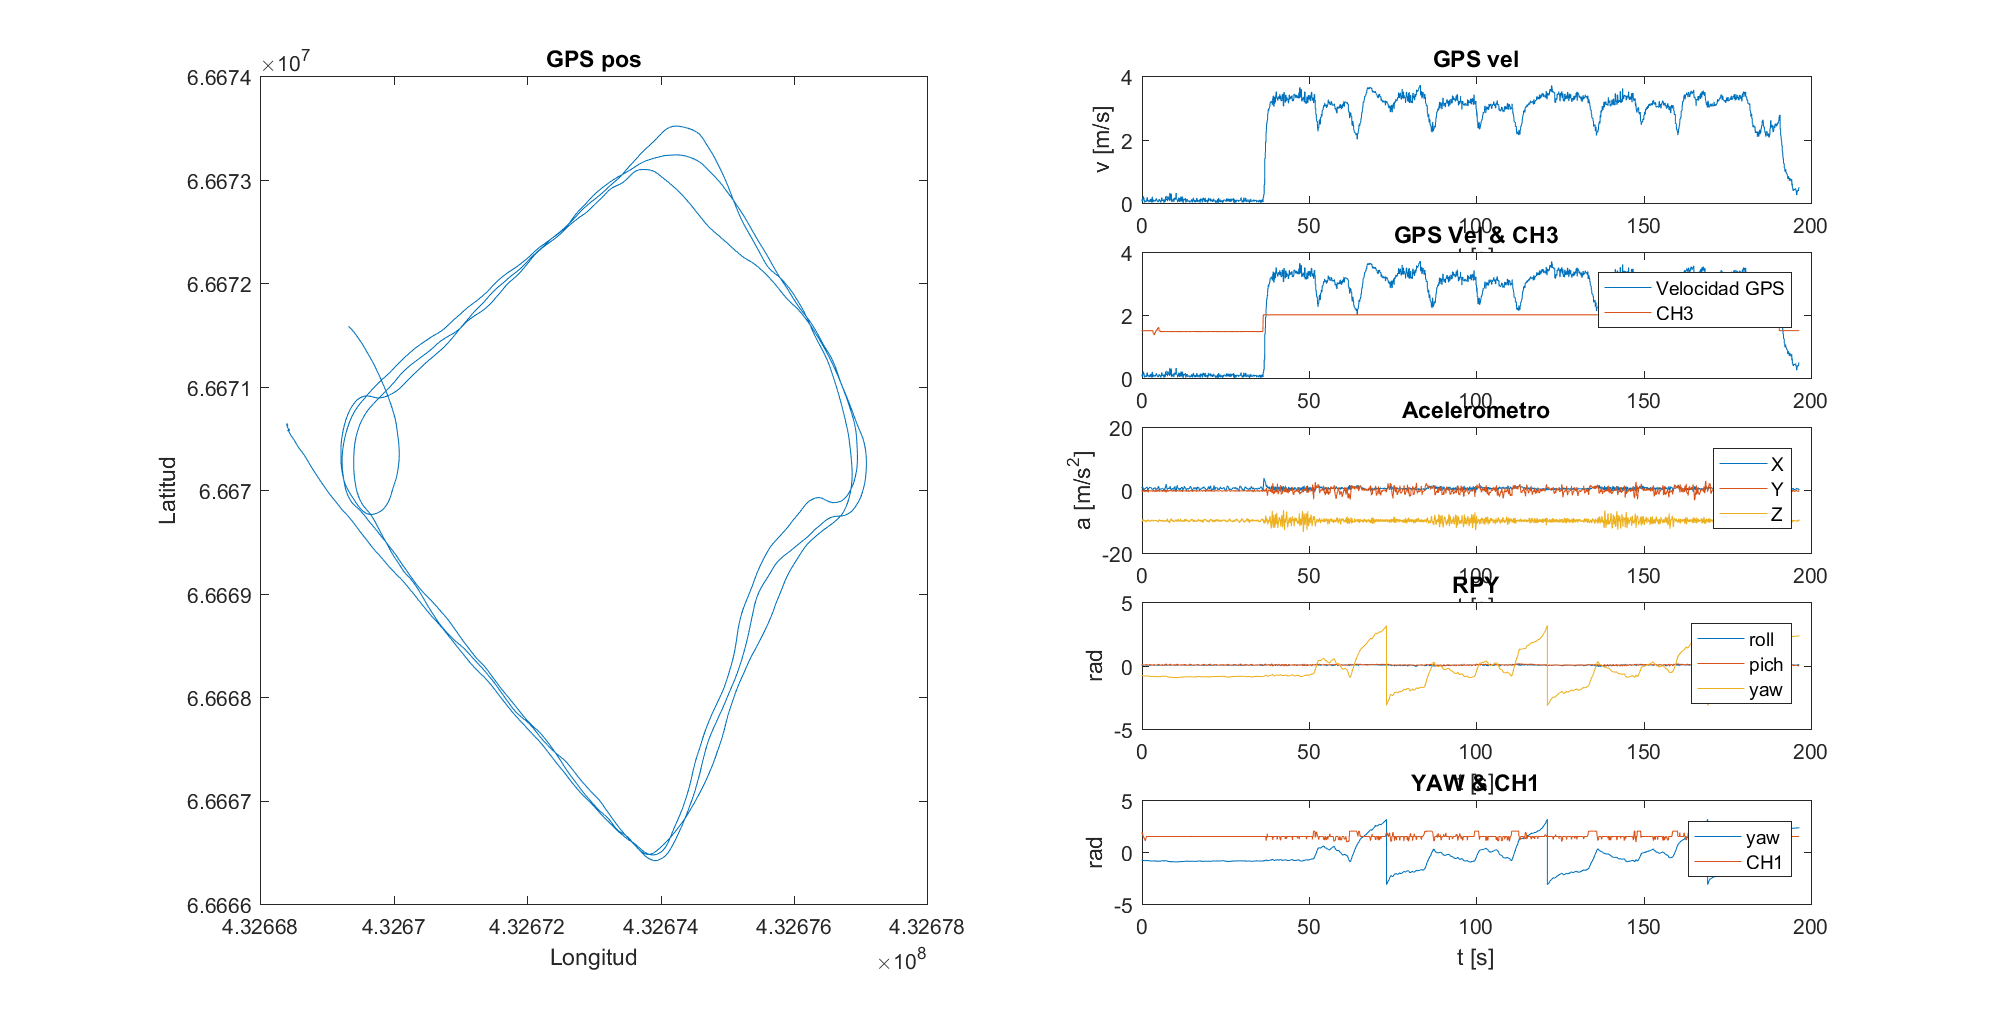 GPS pos
×10^7
6.6674
6.6673
6.6672
6.6671
6.667
6.6669
6.6668
6.6667
6.6666
Latitud
4.32668 4.3267 4.32672 4.32674 4.32676 4.32678
Longitud
×10^8
GPS vel
4
2
0
v [m/s]
0 50 100 150 200
t [s]
GPS Vel & CH3
4
2
0
Velocidad GPS
CH3
0 50 100 150 200
Acelerometro
20
0
-20
a [m/s^2]
X
Y
Z
0 50 100 150 200
t [s]
RPY
5
0
-5
rad
roll
pich
yaw
0 50 100 150 200
t [s]
YAW & CH1
5
0
-5
rad
yaw
CH1
0 50 100 150 200
t [s]